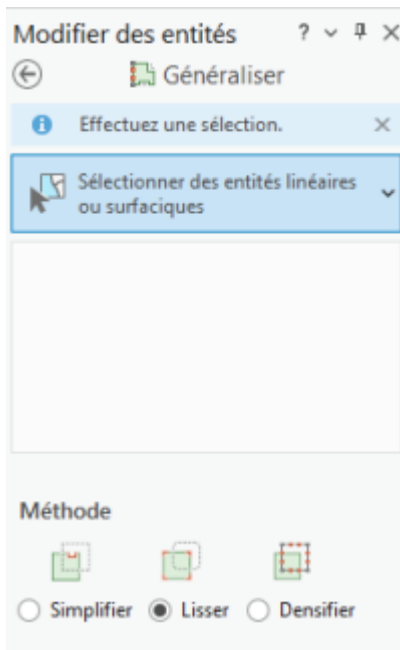 Modifier des entités ?
Généraliser
Effectuez une sélection.
Sélectionner des entités linéaires
ou surfaciques
Méthode
Simplifier Lisser Densifier